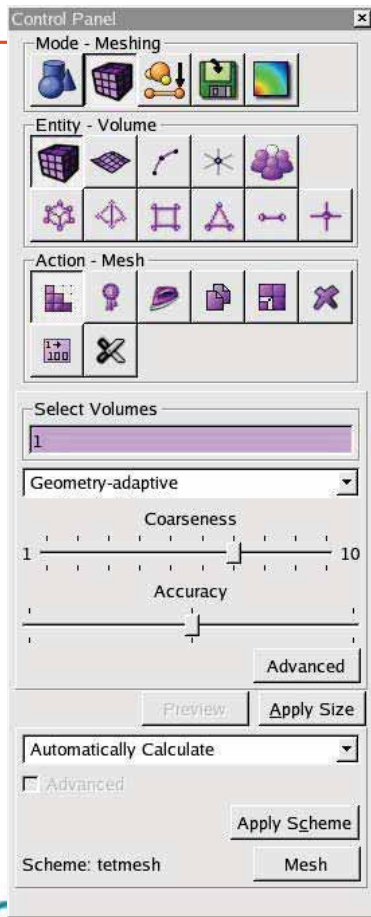 Control Panel
Mode - Meshing
Entity - Volume
Action - Mesh
1→
100
Select Volumes
1
Geometry-adaptive
Coarseness
1 10
Accuracy
Advanced
Preview Apply Size
Automatically Calculate
Advanced
Apply Scheme
Scheme: tetmesh Mesh